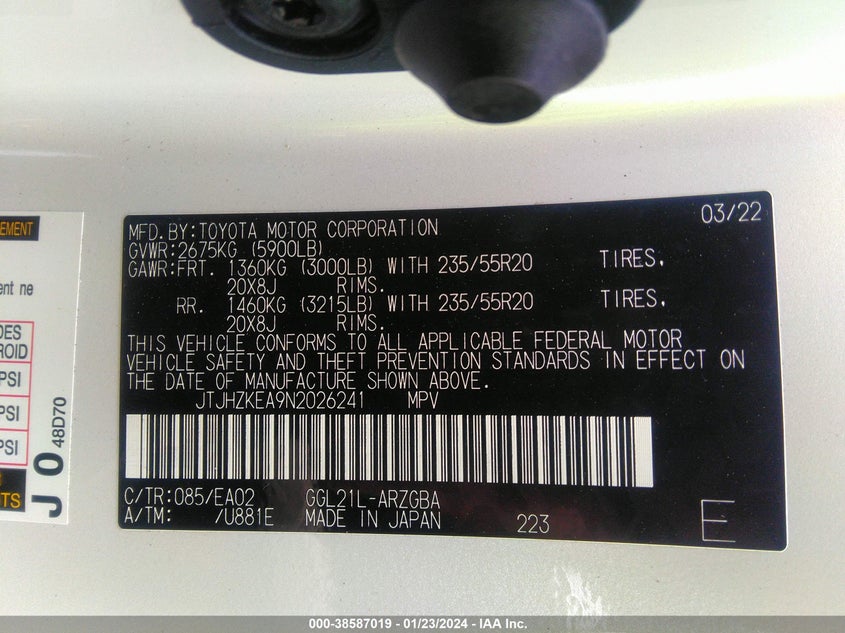 03/22
MFD.BY:TOYOTA MOTOR CORPORATION
GVWR:2675KG (5900LB)
GAWR:FRT. 1360KG (3000LB) WITH 235/55R20 TIRES,
20X8J RIMS.
RR. 1460KG (3215LB) WITH 235/55R20 TIRES,
20X8J RIMS.
THIS VEHICLE CONFORMS TO ALL APPLICABLE FEDERAL MOTOR
VEHICLE SAFETY AND THEFT PREVENTION STANDARDS IN EFFECT ON
THE DATE OF MANUFACTURE SHOWN ABOVE.
JTJHZKEA9N2026241 MPV
C/TR:085/EA02 GGL21L-ARZGBA
A/TM: /U881E MADE IN JAPAN 223
E
EMENT
ent ne
DES
ROID
PSI
PSI
PSI
NTS
J 0 48D70
000-38587019 - 01/23/2024 - IAA Inc.